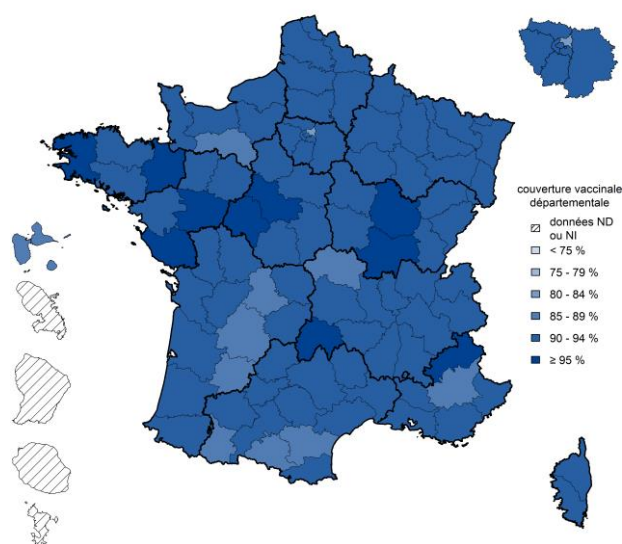 couverture vaccinale
départementale
données ND
ou NI
< 75 %
75 - 79 %
80 - 84 %
85 - 89 %
90 - 94 %
≥ 95 %